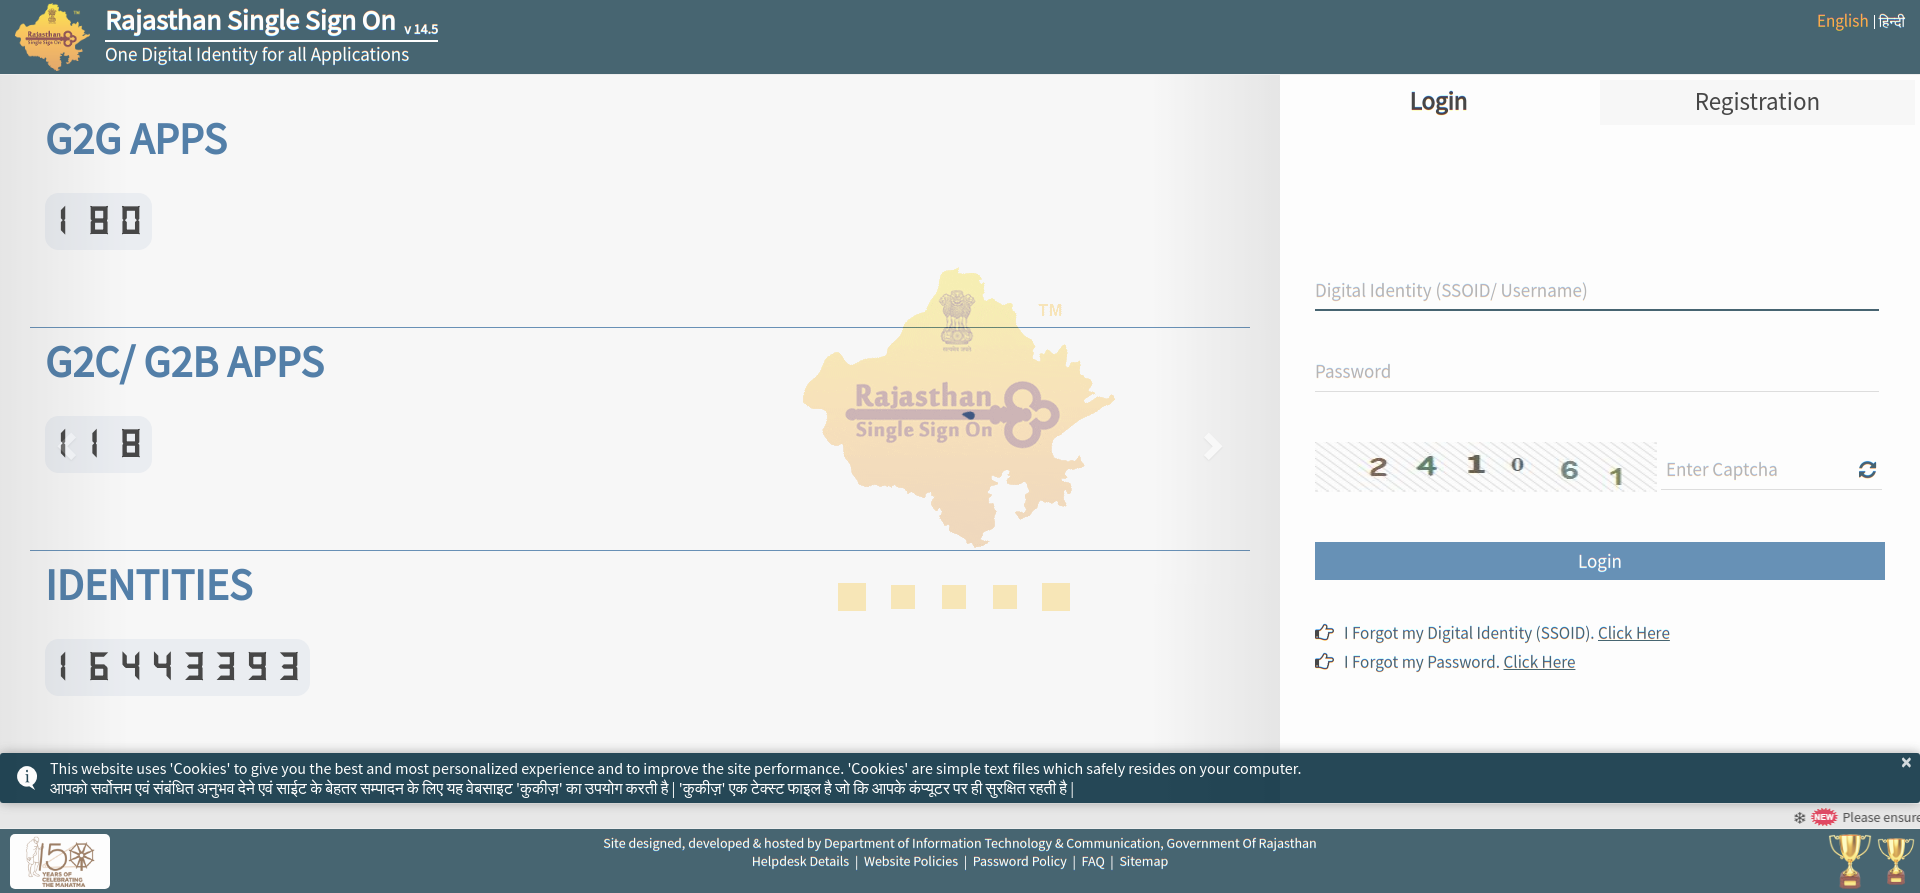 Rajasthan Single Sign On v 14.5
One Digital Identity for all Applications
English | हिन्दी
Rajasthan
Single Sign On
TM
G2G APPS
180
G2C/ G2B APPS
118
IDENTITIES
16443393
TM
Rajasthan
Single Sign On
Login
Registration
Digital Identity (SSOID/ Username)
Password
2 4 1 0 6 1
Enter Captcha
Login
I Forgot my Digital Identity (SSOID). Click Here
I Forgot my Password. Click Here
This website uses 'Cookies' to give you the best and most personalized experience and to improve the site performance. 'Cookies' are simple text files which safely resides on your computer.
आपको सर्वोत्तम एवं संबंधित अनुभव देने एवं साईट के बेहतर सम्पादन के लिए यह वेबसाइट 'कुकीज़' का उपयोग करती है | 'कुकीज़' एक टेक्स्ट फाइल है जो कि आपके कंप्यूटर पर ही सुरक्षित रहती है |
NEW Please ensure
150
YEARS OF
CELEBRATING
THE MAHATMA
Site designed, developed & hosted by Department of Information Technology & Communication, Government Of Rajasthan
Helpdesk Details | Website Policies | Password Policy | FAQ | Sitemap